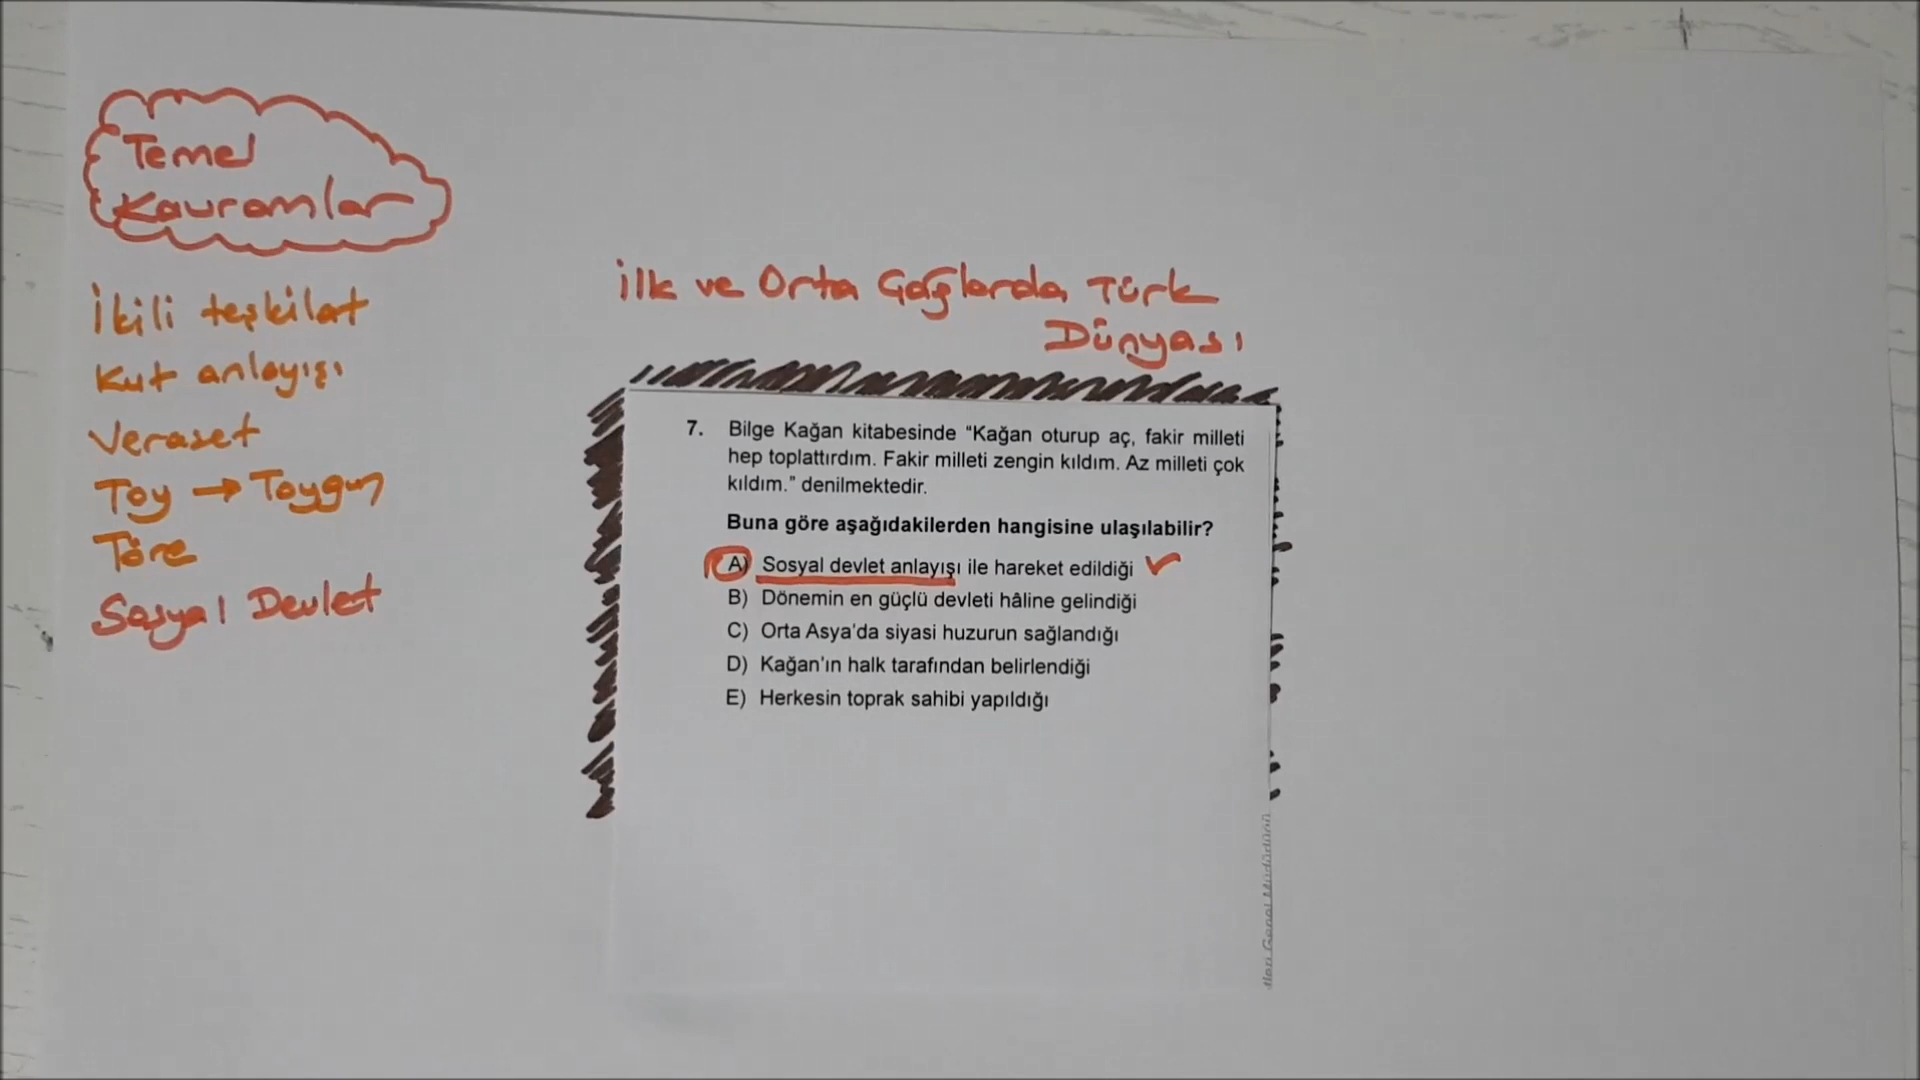 Temel
Kavramlar
İkili teşkilat
Kut anlayışı
Veraset
Toy → Toygun
Töre
Sosyal Devlet
İlk ve Orta Çağlarda Türk
Dünyası
7. Bilge Kağan kitabesinde “Kağan oturup aç, fakir milleti
hep toplattırdım. Fakir milleti zengin kıldım. Az milleti çok
kıldım.” denilmektedir.
Buna göre aşağıdakilerden hangisine ulaşılabilir?
A) Sosyal devlet anlayışı ile hareket edildiği
B) Dönemin en güçlü devleti hâline gelindiği
C) Orta Asya’da siyasi huzurun sağlandığı
D) Kağan’ın halk tarafından belirlendiği
E) Herkesin toprak sahibi yapıldığı
Genel